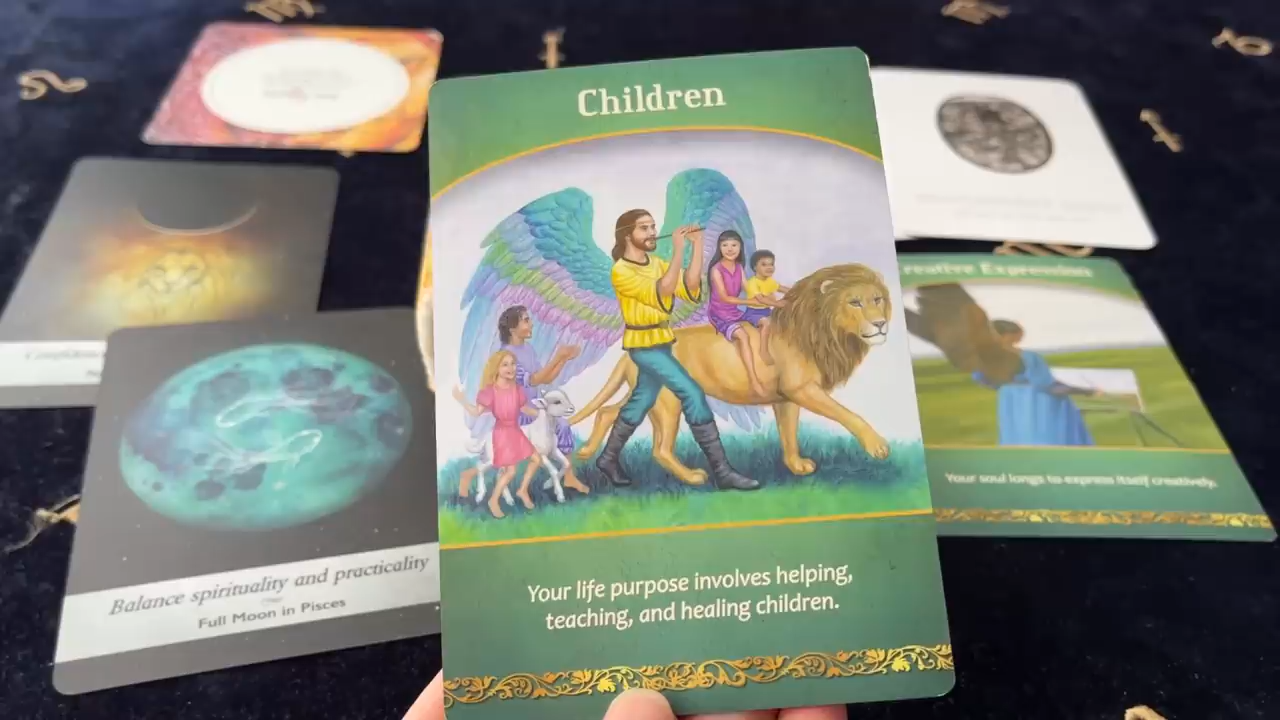 Children
Your life purpose involves helping,
teaching, and healing children.
reative Expression
Your soul longs to express itself creatively.
Balance spirituality and practicality
Full Moon in Pisces